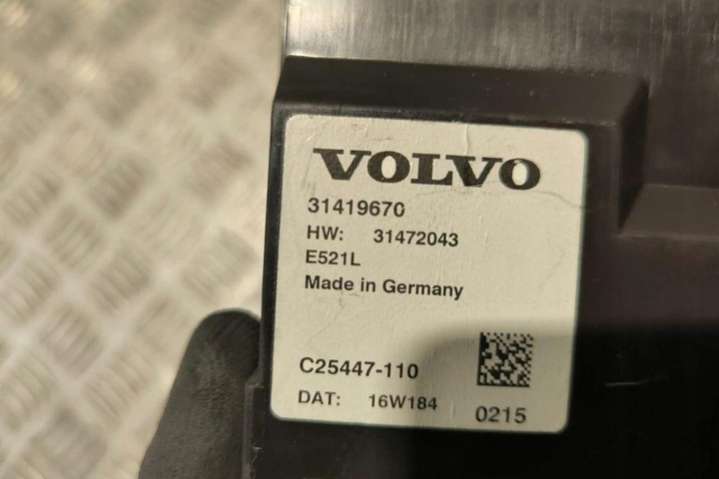 VOLVO
31419670
HW: 31472043
E521L
Made in Germany
C25447-110
DAT: 16W184
0215